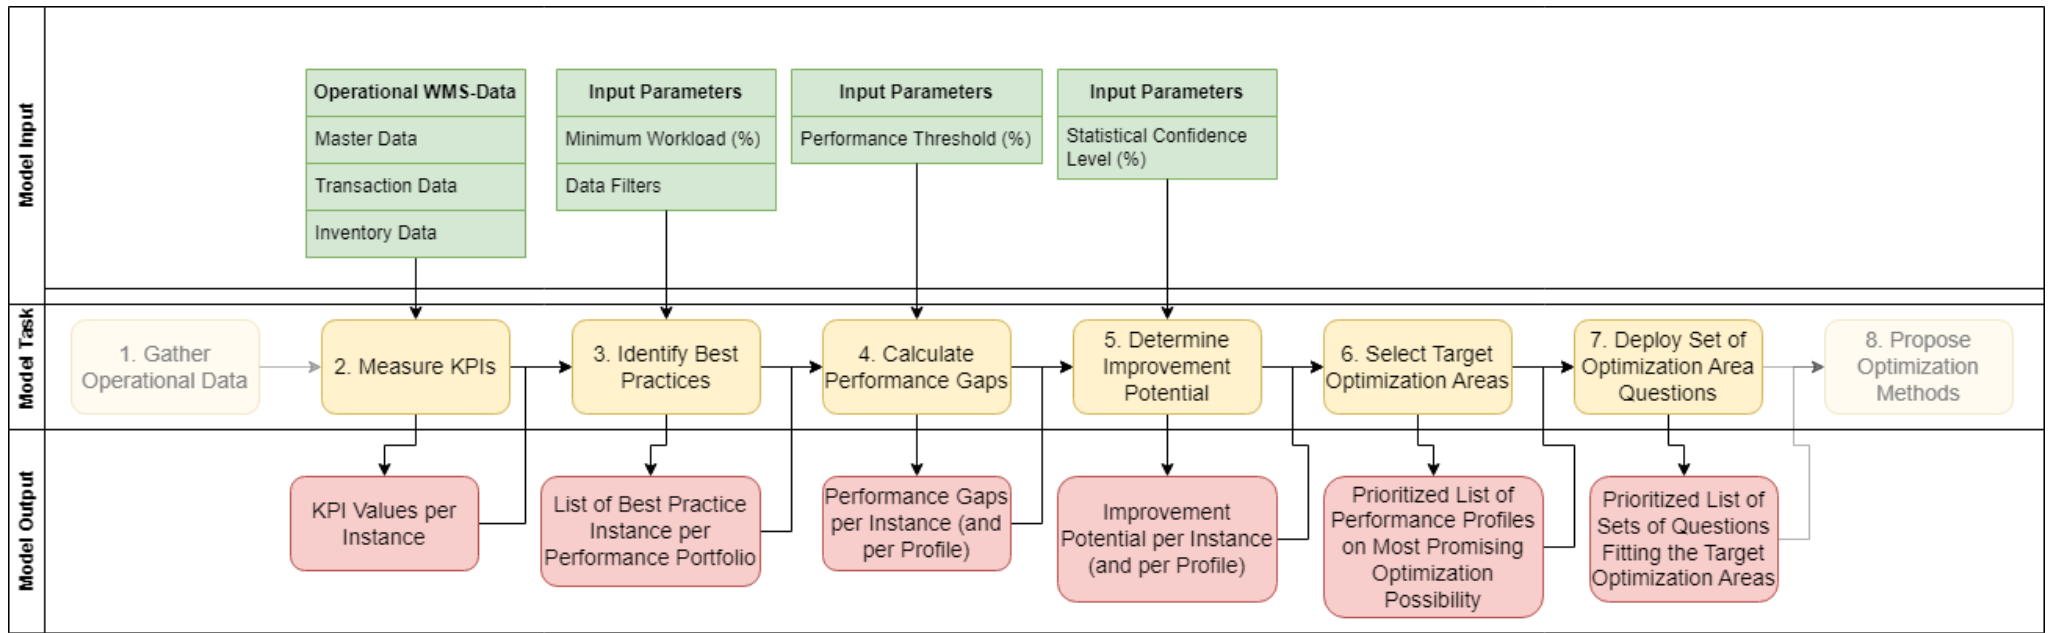 Model Input
Operational WMS-Data
Master Data
Transaction Data
Inventory Data
Input Parameters
Minimum Workload (%)
Data Filters
Input Parameters
Performance Threshold (%)
Input Parameters
Statistical Confidence
Level (%)
Model Task
1. Gather
Operational Data
2. Measure KPIs
3. Identify Best
Practices
4. Calculate
Performance Gaps
5. Determine
Improvement
Potential
6. Select Target
Optimization Areas
7. Deploy Set of
Optimization Area
Questions
8. Propose
Optimization
Methods
Model Output
KPI Values per
Instance
List of Best Practice
Instance per
Performance Portfolio
Performance Gaps
per Instance (and
per Profile)
Improvement
Potential per Instance
(and per Profile)
Prioritized List of
Performance Profiles
on Most Promising
Optimization
Possibility
Prioritized List of
Sets of Questions
Fitting the Target
Optimization Areas